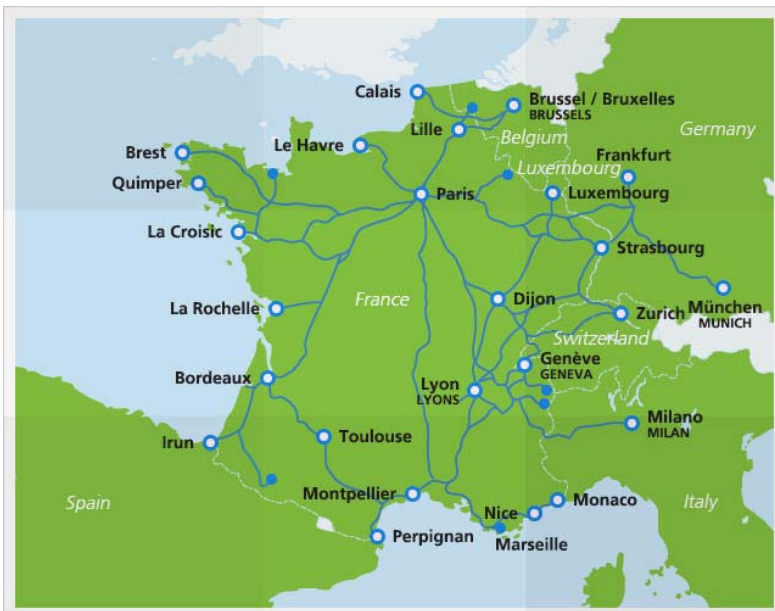 Calais
Brussel / Bruxelles
BRUSSELS
Lille
Belgium
Germany
Le Havre
Brest
Luxembourg
Frankfurt
Quimper
Paris
Luxembourg
La Croisic
Strasbourg
La Rochelle
France
Dijon
Zurich
München
MUNICH
Switzerland
Genève
GENEVA
Bordeaux
Lyon
LYONS
Milano
MILAN
Irun
Toulouse
Montpellier
Monaco
Spain
Nice
Italy
Perpignan
Marseille